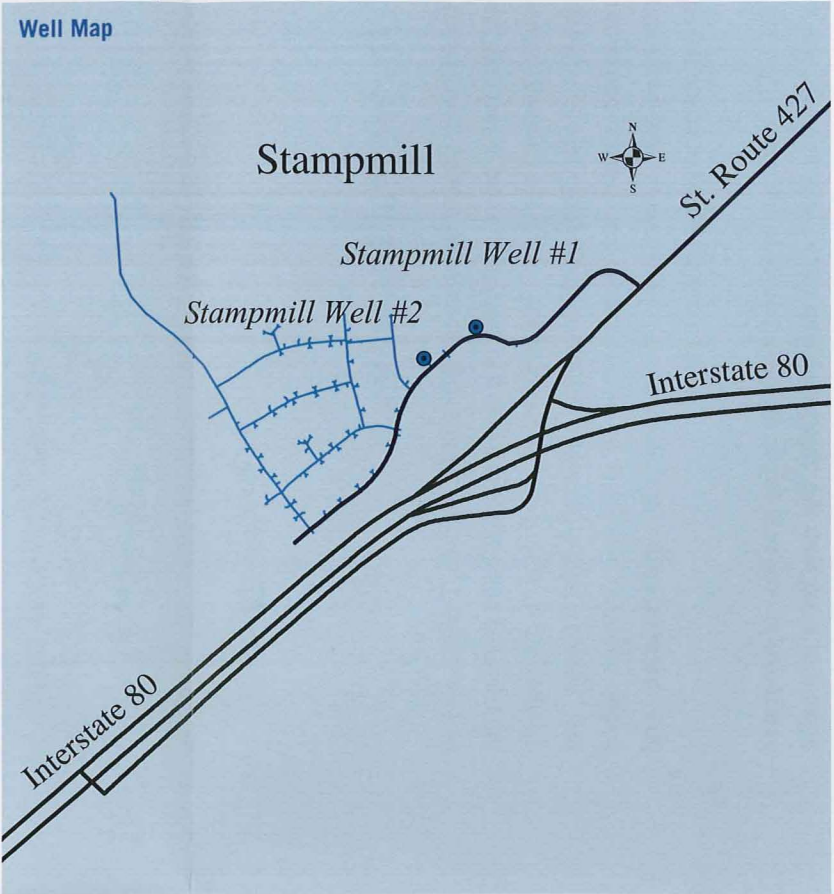 Well Map
Stampmill
N
W E
S
St. Route 427
Stampmill Well #1
Stampmill Well #2
Interstate 80
Interstate 80